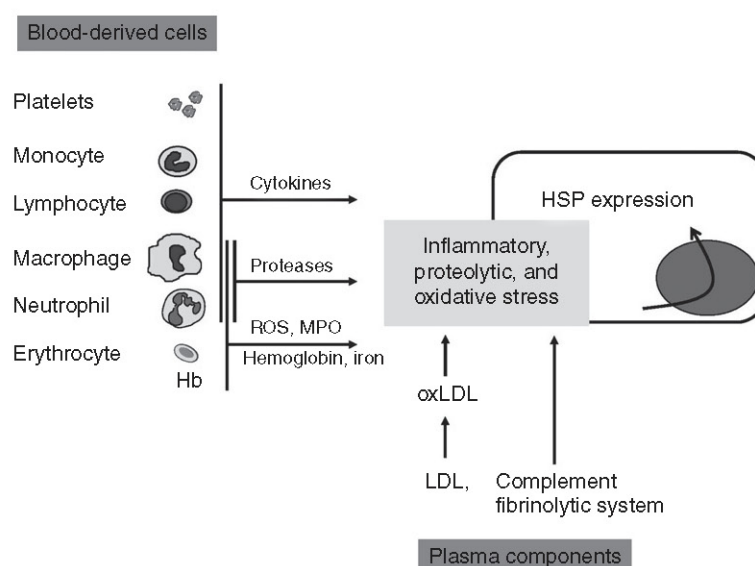 Blood-derived cells
Platelets
Monocyte
Lymphocyte
Macrophage
Neutrophil
Erythrocyte
Hb
Cytokines
Proteases
ROS, MPO
Hemoglobin, iron
HSP expression
Inflammatory,
proteolytic, and
oxidative stress
oxLDL
LDL,
Complement
fibrinolytic system
Plasma components